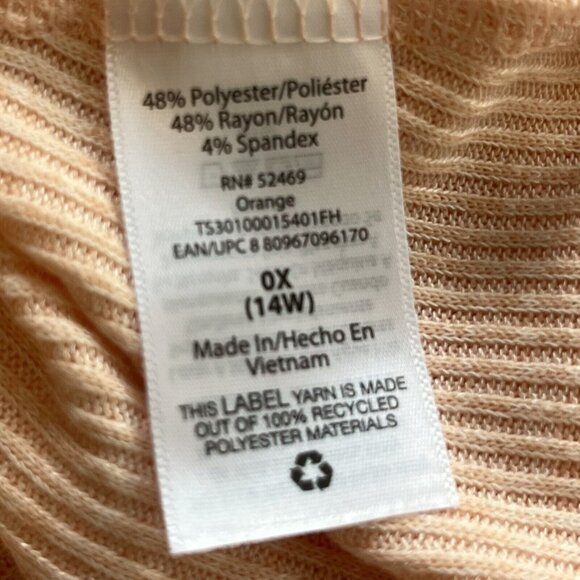 48% Polyester/Poliéster
48% Rayon/Rayón
4% Spandex
RN# 52469
Orange
TS30100015401FH
EAN/UPC 8 80967096170
0X
(14W)
Made In/Hecho En
Vietnam
THIS LABEL YARN IS MADE
OUT OF 100% RECYCLED
POLYESTER MATERIALS